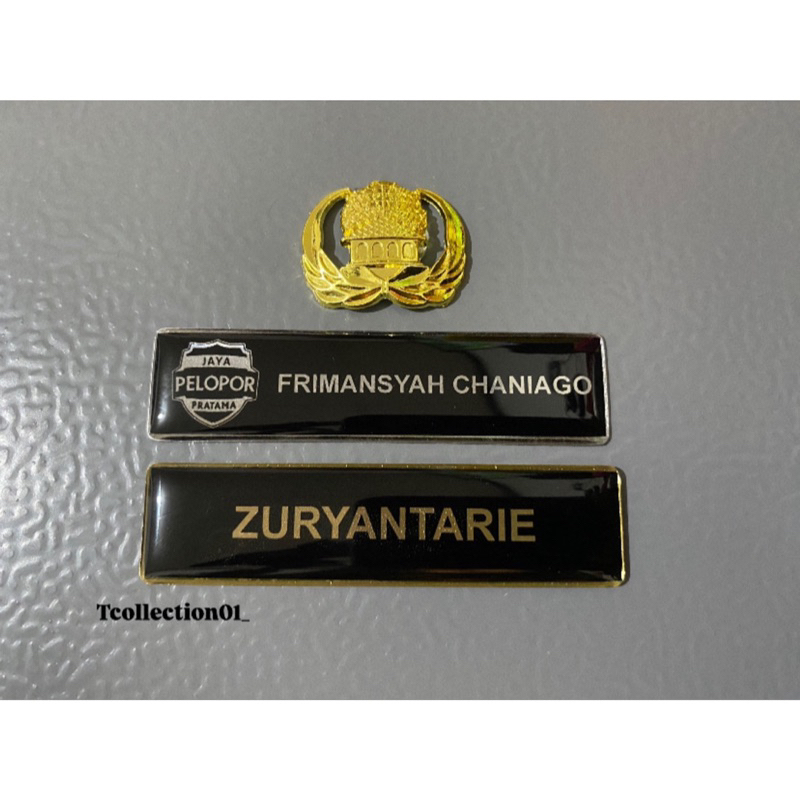 JAYA
PELOPOR
PRATAMA
FRIMANSYAH CHANIAGO
ZURYANTARIE
Tcollection01_